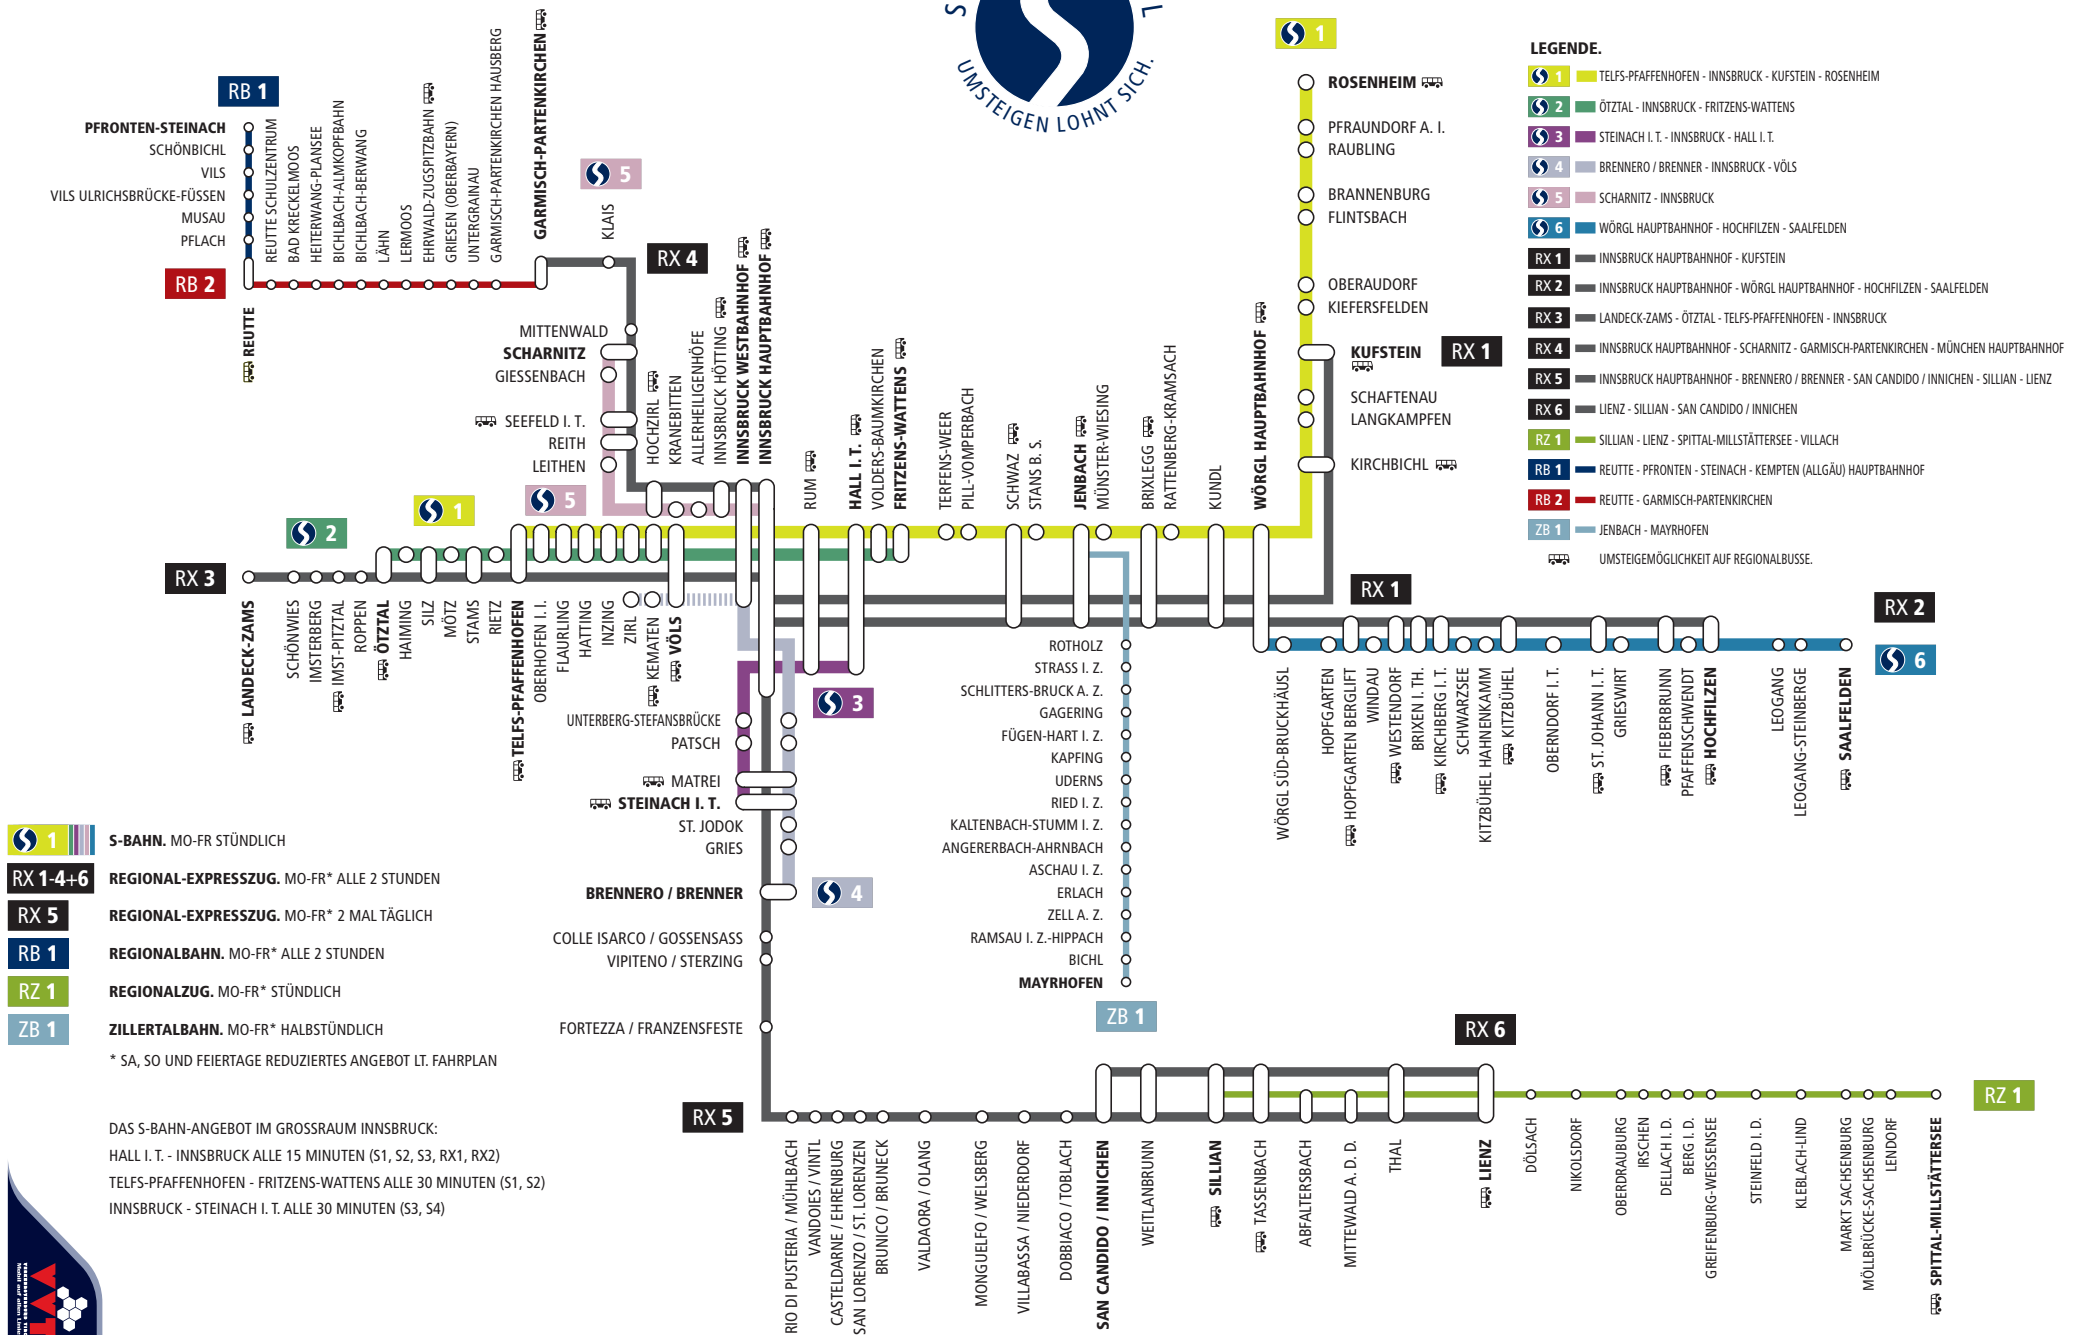 UMSTEIGEN LOHNT SICH.
S
L
RB 1
PFRONTEN-STEINACH
SCHÖNBICHL
VILS
VILS ULRICHSBRÜCKE-FÜSSEN
MUSAU
PFLACH
RB 2
REUTTE
REUTTE SCHULZENTRUM
BAD KRECKELMOOS
HEITERWANG-PLANSEE
BICHLBACH-ALMKOPFBAHN
BICHLBACH-BERWANG
LÄHN
LERMOOS
EHRWALD-ZUGSPITZBAHN
GRIESEN (OBERBAYERN)
UNTERGRAINAU
GARMISCH-PARTENKIRCHEN HAUSBERG
GARMISCH-PARTENKIRCHEN
5
KLAIS
RX 4
MITTENWALD
SCHARNITZ
GIESSENBACH
SEEFELD I. T.
REITH
LEITHEN
5
HOCHZIRL
KRANEBITTEN
ALLERHEILIGENHÖFE
INNSBRUCK HÖTTING
INNSBRUCK WESTBAHNHOF
INNSBRUCK HAUPTBAHNHOF
RUM
HALL I. T.
VOLDERS-BAUMKIRCHEN
FRITZENS-WATTENS
TERFENS-WEER
PILL-VOMPERBACH
SCHWAZ
STANS B. S.
JENBACH
MÜNSTER-WIESING
BRIXLEGG
RATTENBERG-KRAMSACH
KUNDL
WÖRGL HAUPTBAHNHOF
1
ROSENHEIM
PFRAUNDORF A. I.
RAUBLING
BRANNENBURG
FLINTSBACH
OBERAUDORF
KIEFERSFELDEN
KUFSTEIN
RX 1
SCHAFTENAU
LANGKAMPFEN
KIRCHBICHL
LEGENDE.
1 TELFS-PFAFFENHOFEN - INNSBRUCK - KUFSTEIN - ROSENHEIM
2 ÖTZTAL - INNSBRUCK - FRITZENS-WATTENS
3 STEINACH I. T. - INNSBRUCK - HALL I. T.
4 BRENNERO / BRENNER - INNSBRUCK - VÖLS
5 SCHARNITZ - INNSBRUCK
6 WÖRGL HAUPTBAHNHOF - HOCHFILZEN - SAALFELDEN
RX 1 INNSBRUCK HAUPTBAHNHOF - KUFSTEIN
RX 2 INNSBRUCK HAUPTBAHNHOF - WÖRGL HAUPTBAHNHOF - HOCHFILZEN - SAALFELDEN
RX 3 LANDECK-ZAMS - ÖTZTAL - TELFS-PFAFFENHOFEN - INNSBRUCK
RX 4 INNSBRUCK HAUPTBAHNHOF - SCHARNITZ - GARMISCH-PARTENKIRCHEN - MÜNCHEN HAUPTBAHNHOF
RX 5 INNSBRUCK HAUPTBAHNHOF - BRENNERO / BRENNER - SAN CANDIDO / INNICHEN - SILLIAN - LIENZ
RX 6 LIENZ - SILLIAN - SAN CANDIDO / INNICHEN
RZ 1 SILLIAN - LIENZ - SPITTAL-MILLSTÄTTERSEE - VILLACH
RB 1 REUTTE - PFRONTEN - STEINACH - KEMPTEN (ALLGÄU) HAUPTBAHNHOF
RB 2 REUTTE - GARMISCH-PARTENKIRCHEN
ZB 1 JENBACH - MAYRHOFEN
UMSTEIGEMÖGLICHKEIT AUF REGIONALBUSSE.
1
2
RX 3
LANDECK-ZAMS
SCHÖNWIES
IMSTERBERG
IMST-PITZTAL
ROPPEN
ÖTZTAL
HAIMING
SILZ
MÖTZ
STAMS
RIETZ
TELFS-PFAFFENHOFEN
OBERHOFEN I. I.
FLAURLING
HATTING
INZING
ZIRL
KEMATEN
VÖLS
3
UNTERBERG-STEFANSBRÜCKE
PATSCH
MATREI
STEINACH I. T.
ST. JODOK
GRIES
BRENNERO / BRENNER
4
COLLE ISARCO / GOSSENSASS
VIPITENO / STERZING
FORTEZZA / FRANZENSFESTE
ROTHOLZ
STRASS I. Z.
SCHLITTERS-BRUCK A. Z.
GAGERING
FÜGEN-HART I. Z.
KAPFING
UDERNS
RIED I. Z.
KALTENBACH-STUMM I. Z.
ANGERERBACH-AHRNBACH
ASCHAU I. Z.
ERLACH
ZELL A. Z.
RAMSAU I. Z.-HIPPACH
BICHL
MAYRHOFEN
ZB 1
RX 1
RX 2
6
WÖRGL SÜD-BRUCKHÄUSL
HOPFGARTEN
HOPFGARTEN BERGLIFT
WINDAU
WESTENDORF
BRIXEN I. TH.
KIRCHBERG I. T.
SCHWARZSEE
KITZBÜHEL HAHNENKAMM
KITZBÜHEL
OBERNDORF I. T.
ST. JOHANN I. T.
GRIESWIRT
FIEBERBRUNN
PFAFFENSCHWENDT
HOCHFILZEN
LEOGANG
LEOGANG-STEINBERGE
SAALFELDEN
1 S-BAHN. MO-FR STÜNDLICH
RX 1-4+6 REGIONAL-EXPRESSZUG. MO-FR* ALLE 2 STUNDEN
RX 5 REGIONAL-EXPRESSZUG. MO-FR* 2 MAL TÄGLICH
RB 1 REGIONALBAHN. MO-FR* ALLE 2 STUNDEN
RZ 1 REGIONALZUG. MO-FR* STÜNDLICH
ZB 1 ZILLERTALBAHN. MO-FR* HALBSTÜNDLICH
* SA, SO UND FEIERTAGE REDUZIERTES ANGEBOT LT. FAHRPLAN
DAS S-BAHN-ANGEBOT IM GROSSRAUM INNSBRUCK:
HALL I. T. - INNSBRUCK ALLE 15 MINUTEN (S1, S2, S3, RX1, RX2)
TELFS-PFAFFENHOFEN - FRITZENS-WATTENS ALLE 30 MINUTEN (S1, S2)
INNSBRUCK - STEINACH I. T. ALLE 30 MINUTEN (S3, S4)
RX 5
RX 6
RZ 1
RIO DI PUSTERIA / MÜHLBACH
VANDOIES / VINTL
CASTELDARNE / EHRENBURG
SAN LORENZO / ST. LORENZEN
BRUNICO / BRUNECK
VALDAORA / OLANG
MONGUELFO / WELSBERG
VILLABASSA / NIEDERDORF
DOBBIACO / TOBLACH
SAN CANDIDO / INNICHEN
WEITLANBRUNN
SILLIAN
TASSENBACH
ABFALTERSBACH
MITTEWALD A. D. D.
THAL
LIENZ
DÖLSACH
NIKOLSDORF
OBERDRAUBURG
IRSCHEN
DELLACH I. D.
BERG I. D.
GREIFENBURG-WEISSENSEE
STEINFELD I. D.
KLEBLACH-LIND
MARKT SACHSENBURG
MÖLLBRÜCKE-SACHSENBURG
LENDORF
SPITTAL-MILLSTÄTTERSEE
VVT